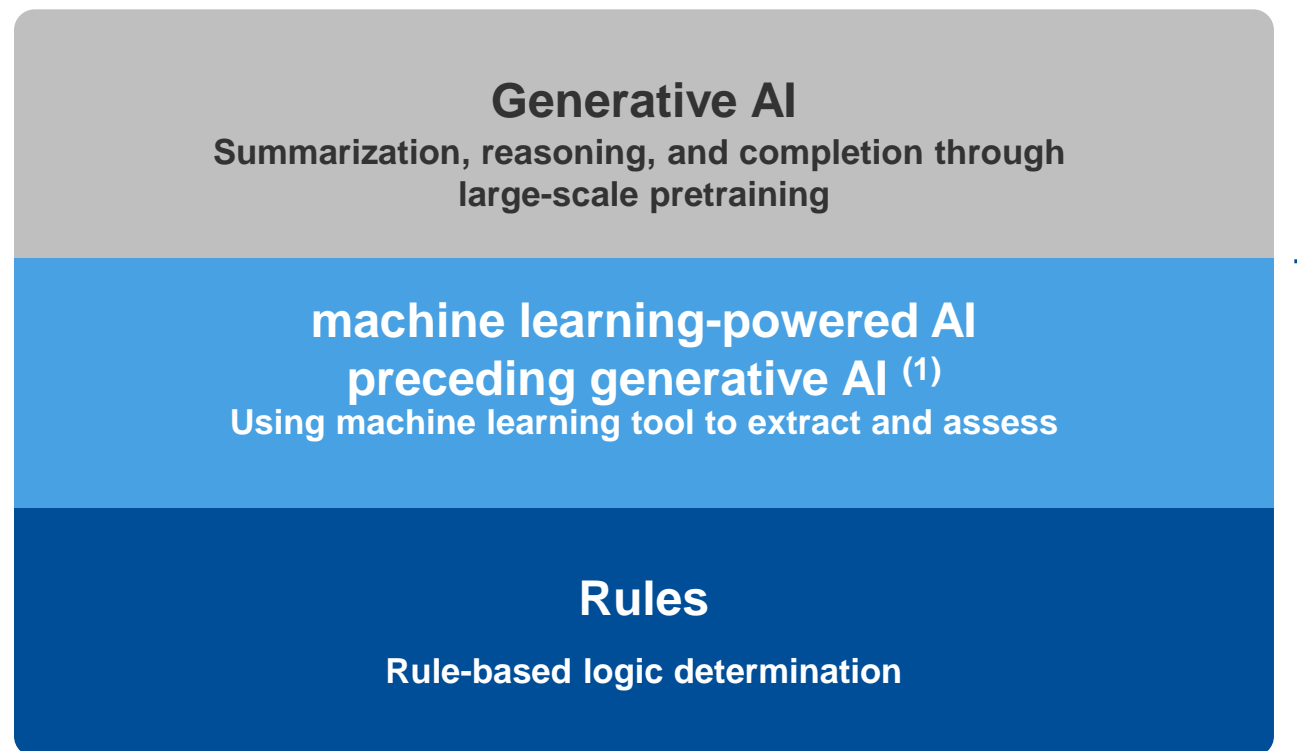 Generative AI
Summarization, reasoning, and completion through
large-scale pretraining
machine learning-powered AI
preceding generative AI (1)
Using machine learning tool to extract and assess
Rules
Rule-based logic determination